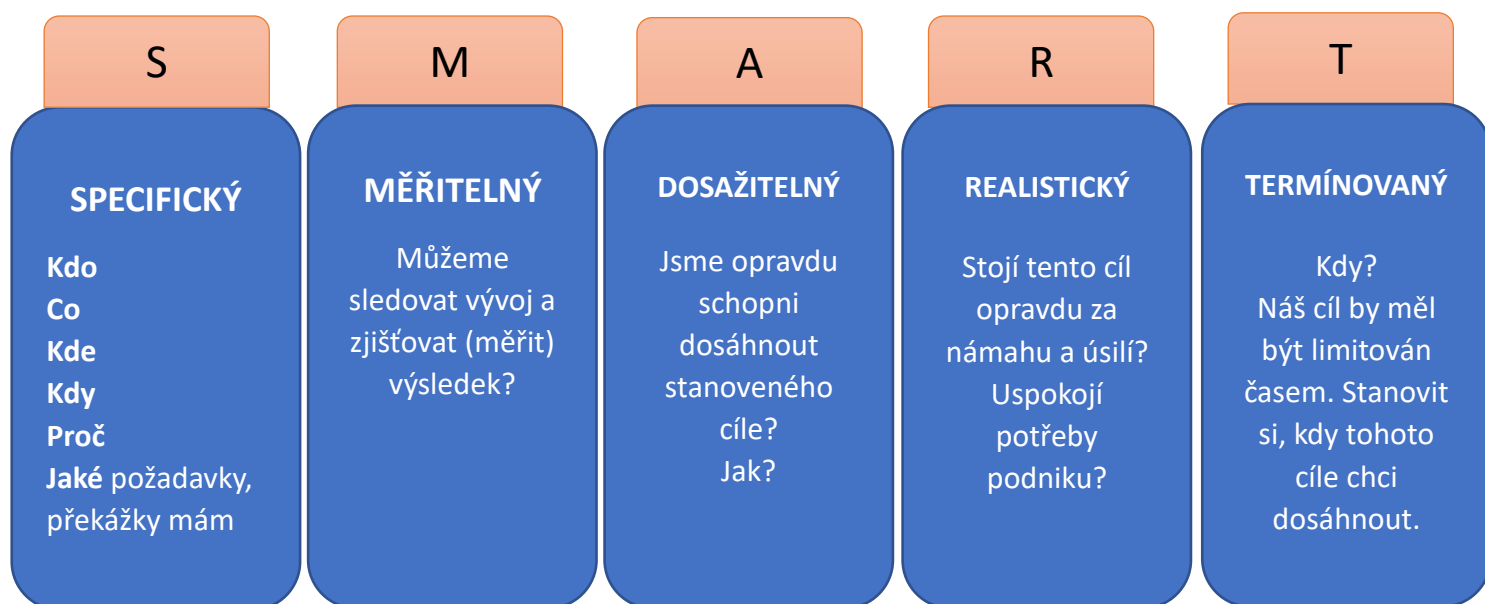 S
SPECIFICKÝ
Kdo
Co
Kde
Kdy
Proč
Jaké požadavky,
překážky mám
M
MĚŘITELNÝ
Můžeme
sledovat vývoj a
zjišťovat (měřit)
výsledek?
A
DOSAŽITELNÝ
Jsme opravdu
schopni
dosáhnout
stanoveného
cíle?
Jak?
R
REALISTICKÝ
Stojí tento cíl
opravdu za
námahu a úsilí?
Uspokojí
potřeby
podniku?
T
TERMÍNOVANÝ
Kdy?
Náš cíl by měl
být limitován
časem. Stanovit
si, kdy tohoto
cíle chci
dosáhnout.